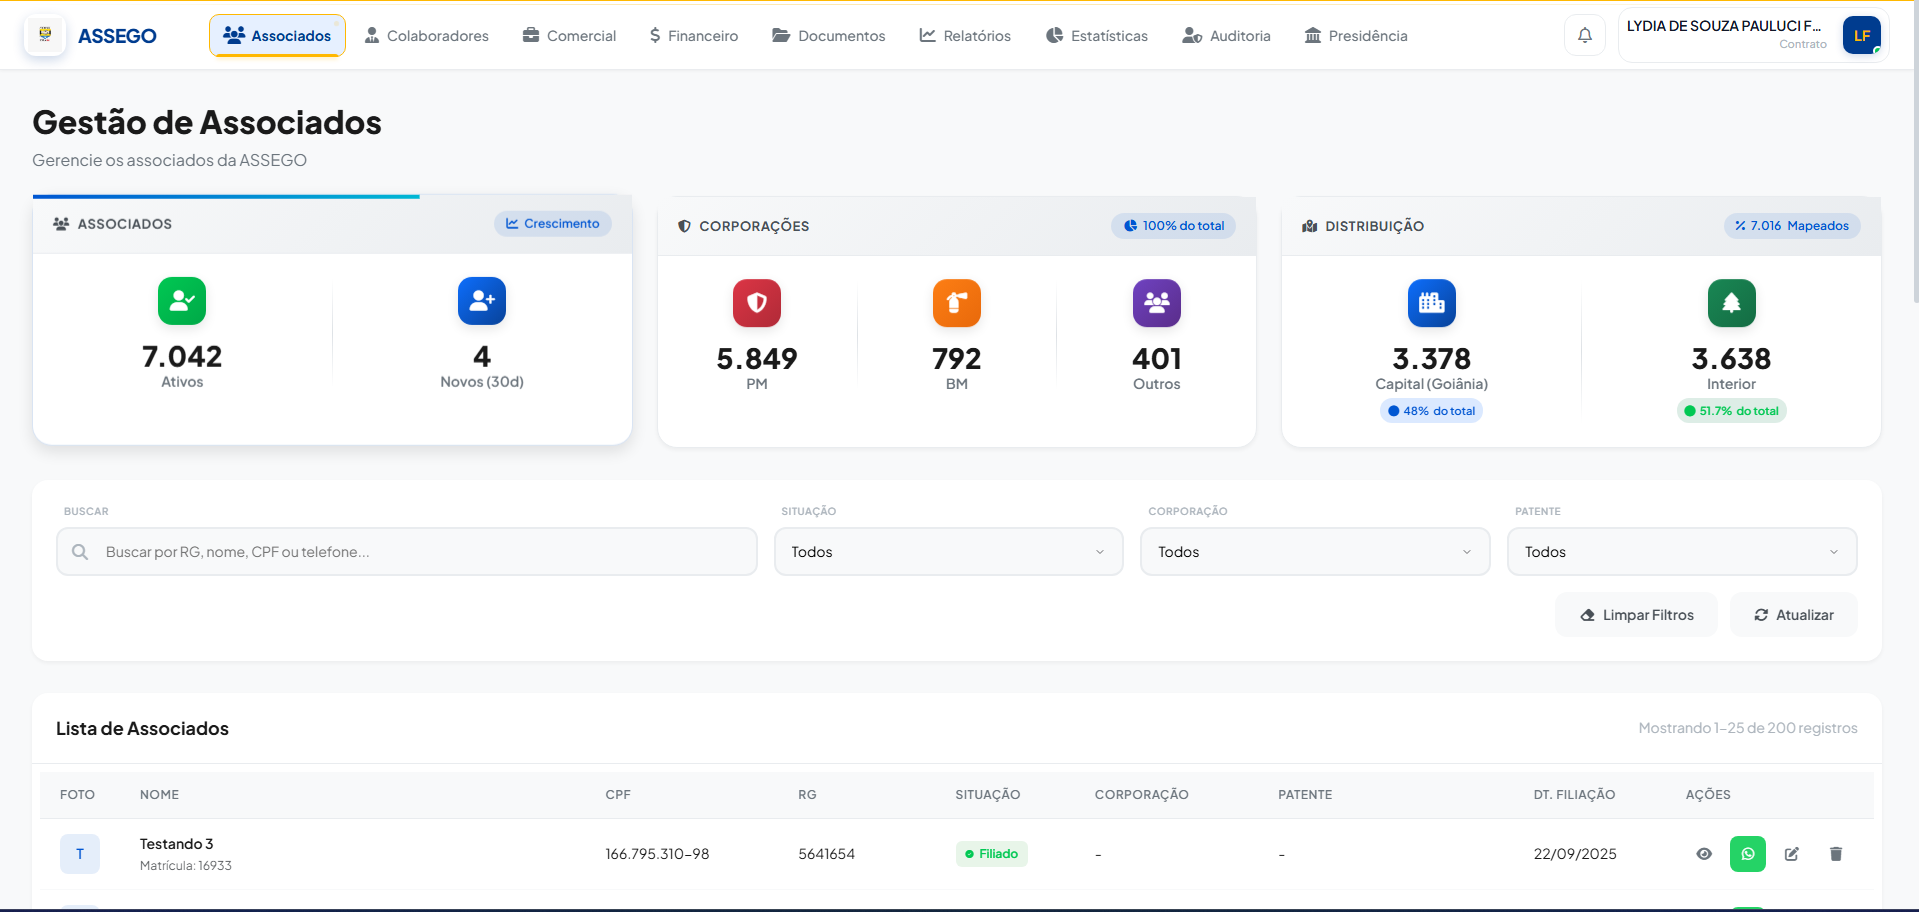 ASSEGO
Associados
Colaboradores
Comercial
Financeiro
Documentos
Relatórios
Estatísticas
Auditoria
Presidência
LYDIA DE SOUZA PAULUCI F...
Contrato
LF
Gestão de Associados
Gerencie os associados da ASSEGO
ASSOCIADOS
Crescimento
7.042
Ativos
4
Novos (30d)
CORPORAÇÕES
100% do total
5.849
PM
792
BM
401
Outros
DISTRIBUIÇÃO
7.016 Mapeados
3.378
Capital (Goiânia)
48% do total
3.638
Interior
51.7% do total
BUSCAR
Buscar por RG, nome, CPF ou telefone...
SITUAÇÃO
Todos
CORPORAÇÃO
Todos
PATENTE
Todos
Limpar Filtros
Atualizar
Lista de Associados
Mostrando 1-25 de 200 registros
FOTO NOME CPF RG SITUAÇÃO CORPORAÇÃO PATENTE DT. FILIAÇÃO AÇÕES
T Testando 3 166.795.310-98 5641654 Filiado - - 22/09/2025
Matrícula: 16933